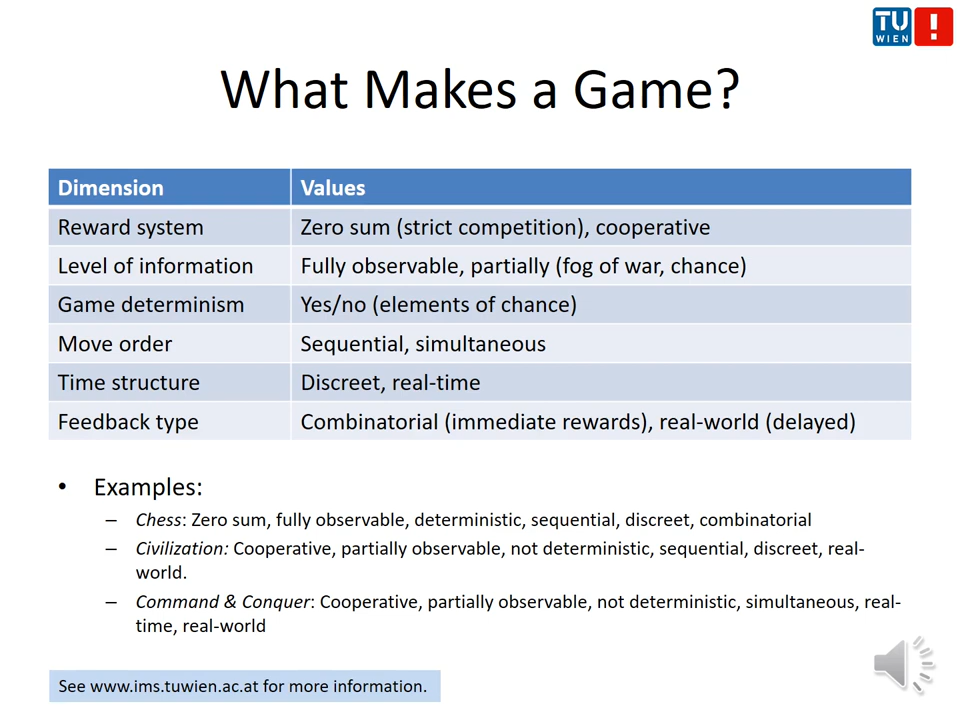 TU
WIEN
What Makes a Game?
Dimension Values
Reward system Zero sum (strict competition), cooperative
Level of information Fully observable, partially (fog of war, chance)
Game determinism Yes/no (elements of chance)
Move order Sequential, simultaneous
Time structure Discreet, real-time
Feedback type Combinatorial (immediate rewards), real-world (delayed)
• Examples:
– Chess: Zero sum, fully observable, deterministic, sequential, discreet, combinatorial
– Civilization: Cooperative, partially observable, not deterministic, sequential, discreet, real-
world.
– Command & Conquer: Cooperative, partially observable, not deterministic, simultaneous, real-
time, real-world
See www.ims.tuwien.ac.at for more information.